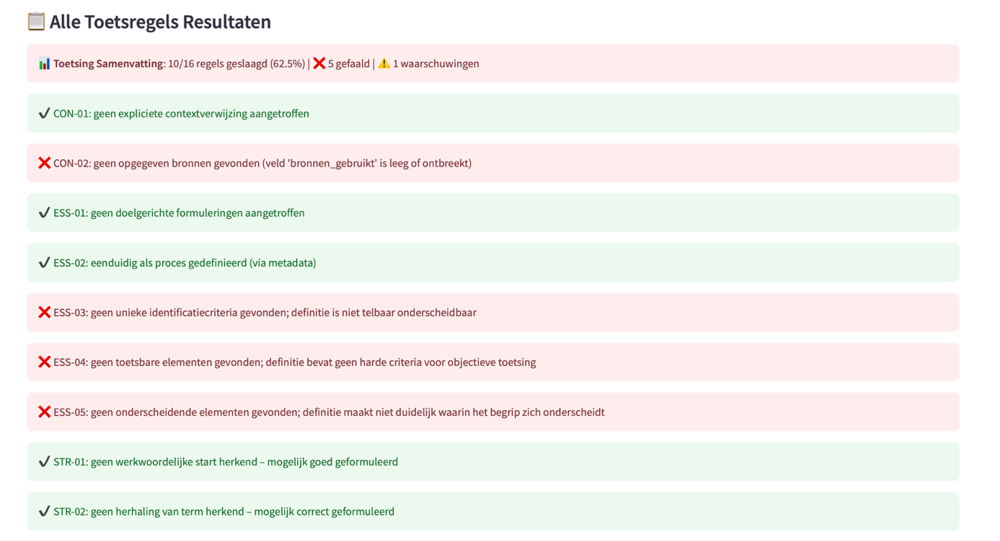 📋 Alle Toetsregels Resultaten
📊 Toetsing Samenvatting: 10/16 regels geslaagd (62.5%) | ❌ 5 gefaald | ⚠️ 1 waarschuwingen
✔️ CON-01: geen expliciete contextverwijzing aangetroffen
❌ CON-02: geen opgegeven bronnen gevonden (veld 'bronnen_gebruikt' is leeg of ontbreekt)
✔️ ESS-01: geen doelgerichte formuleringen aangetroffen
✔️ ESS-02: eenduidig als proces gedefinieerd (via metadata)
❌ ESS-03: geen unieke identificatiecriteria gevonden; definitie is niet telbaar onderscheidbaar
❌ ESS-04: geen toetsbare elementen gevonden; definitie bevat geen harde criteria voor objectieve toetsing
❌ ESS-05: geen onderscheidende elementen gevonden; definitie maakt niet duidelijk waarin het begrip zich onderscheidt
✔️ STR-01: geen werkwoordelijke start herkend – mogelijk goed geformuleerd
✔️ STR-02: geen herhaling van term herkend – mogelijk correct geformuleerd